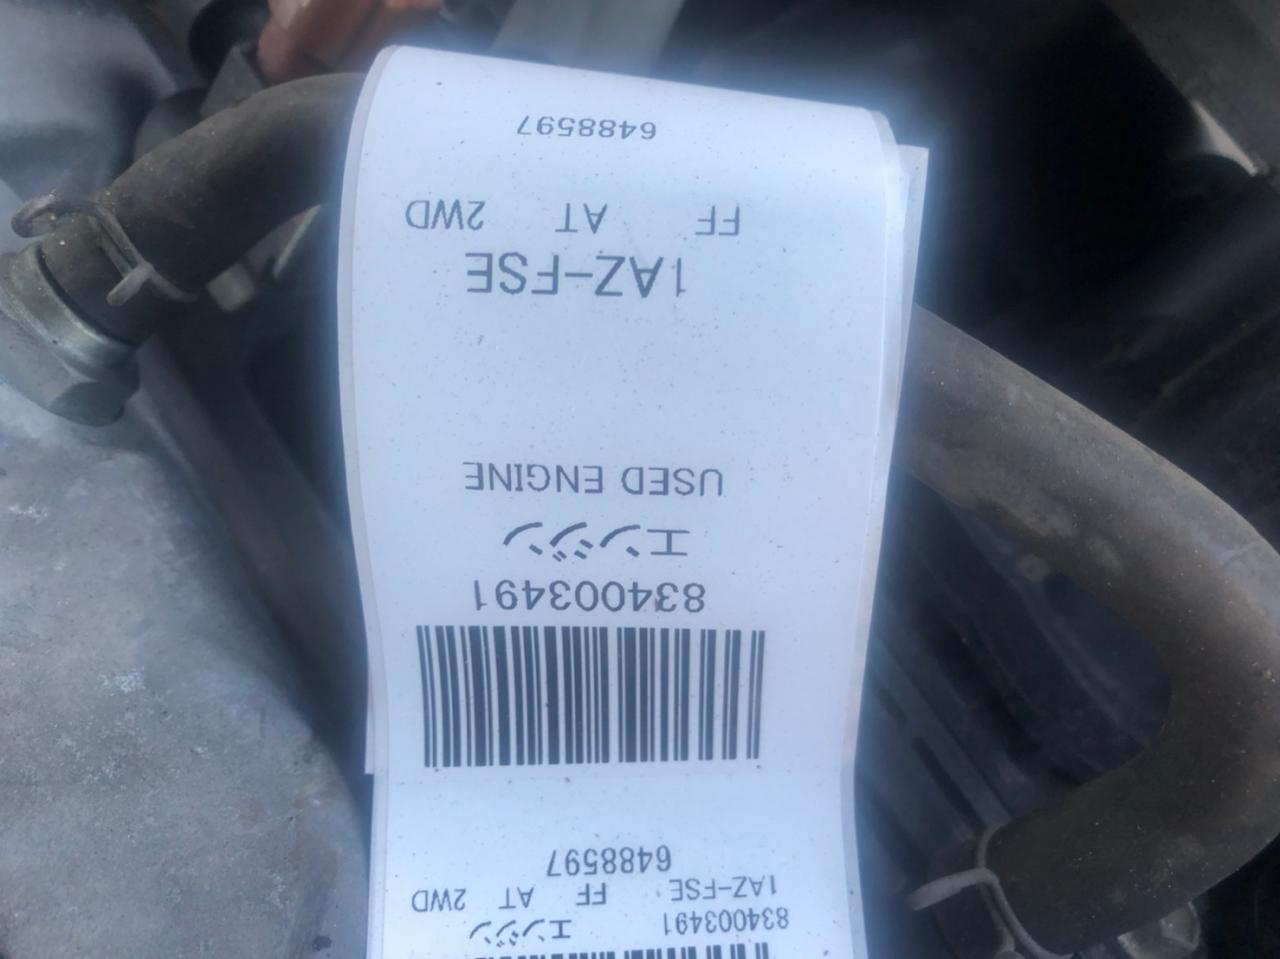 834003491 エンジン
1AZ-FSE FF AT 2WD
6488597
834003491
エンジン
USED ENGINE
1AZ-FSE
FF AT 2WD
6488597